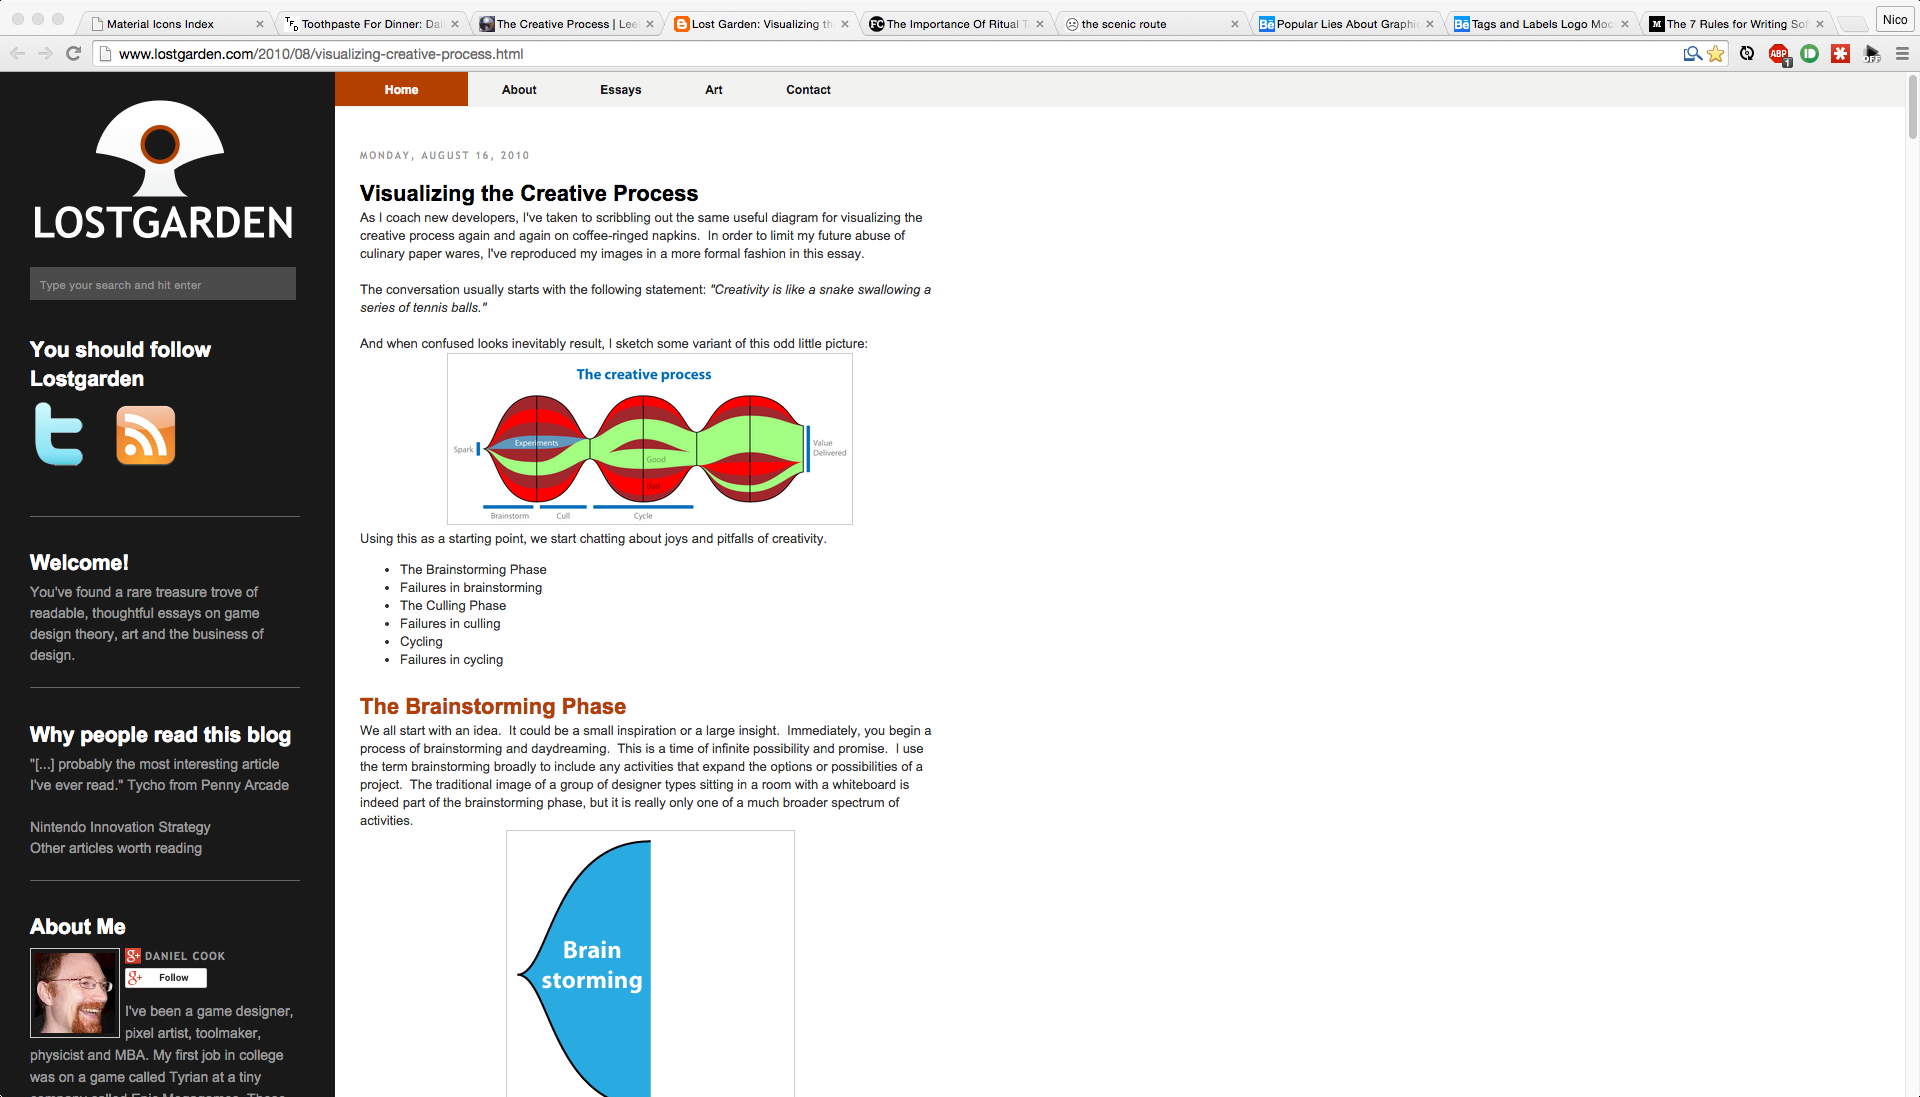 Material Icons Index
Toothpaste For Dinner: Dai
The Creative Process | Lee
Lost Garden: Visualizing th
The Importance Of Ritual T
the scenic route
Popular Lies About Graphi
Tags and Labels Logo Moc
The 7 Rules for Writing Sof
Nico
www.lostgarden.com/2010/08/visualizing-creative-process.html
ABP
1
OFF
Home
About
Essays
Art
Contact
LOSTGARDEN
Type your search and hit enter
You should follow
Lostgarden
Welcome!
You've found a rare treasure trove of
readable, thoughtful essays on game
design theory, art and the business of
design.
Why people read this blog
"[...] probably the most interesting article
I've ever read." Tycho from Penny Arcade
Nintendo Innovation Strategy
Other articles worth reading
About Me
DANIEL COOK
Follow
I've been a game designer,
pixel artist, toolmaker,
physicist and MBA. My first job in college
was on a game called Tyrian at a tiny
MONDAY, AUGUST 16, 2010
Visualizing the Creative Process
As I coach new developers, I've taken to scribbling out the same useful diagram for visualizing the
creative process again and again on coffee-ringed napkins.  In order to limit my future abuse of
culinary paper wares, I've reproduced my images in a more formal fashion in this essay.
The conversation usually starts with the following statement: "Creativity is like a snake swallowing a
series of tennis balls."
And when confused looks inevitably result, I sketch some variant of this odd little picture:
The creative process
Spark
Experiments
Good
Bad
Value
Delivered
Brainstorm
Cull
Cycle
Using this as a starting point, we start chatting about joys and pitfalls of creativity.
• The Brainstorming Phase
• Failures in brainstorming
• The Culling Phase
• Failures in culling
• Cycling
• Failures in cycling
The Brainstorming Phase
We all start with an idea.  It could be a small inspiration or a large insight.  Immediately, you begin a
process of brainstorming and daydreaming.  This is a time of infinite possibility and promise.  I use
the term brainstorming broadly to include any activities that expand the options or possibilities of a
project.  The traditional image of a group of designer types sitting in a room with a whiteboard is
indeed part of the brainstorming phase, but it is really only one of a much broader spectrum of
activities.
Brain
storming